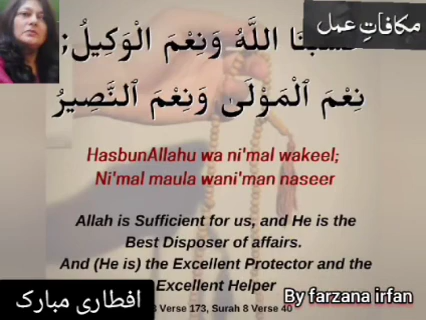 مکافاتِ عمل
اللَّهُ وَنِعْمَ الْوَكِيلُ;
نِعْمَ الْمَوْلَىٰ وَنِعْمَ النَّصِيرُ
HasbunAllahu wa ni'mal wakeel;
Ni'mal maula wani'man naseer
Allah is Sufficient for us, and He is the
Best Disposer of affairs.
And (He is) the Excellent Protector and the
Excellent Helper
By farzana irfan
افطاری مبارک
Verse 173, Surah 8 Verse 40